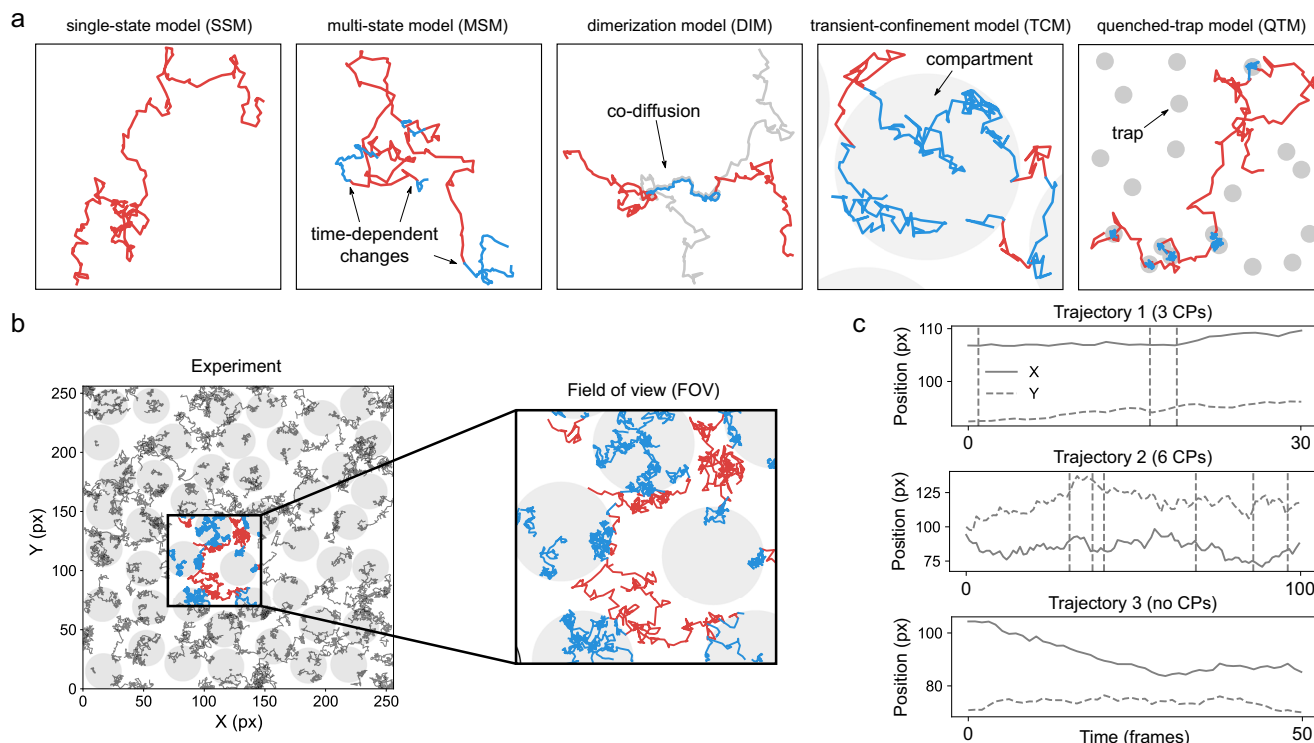 a
single-state model (SSM)
multi-state model (MSM)
dimerization model (DIM)
transient-confinement model (TCM)
quenched-trap model (QTM)
time-dependent
changes
co-diffusion
compartment
trap
b
Experiment
Y (px)
250
200
150
100
50
0
0 50 100 150 200 250
X (px)
Field of view (FOV)
c
Trajectory 1 (3 CPs)
Position (px)
110
100
X
Y
0 30
Trajectory 2 (6 CPs)
Position (px)
125
100
75
0 100
Trajectory 3 (no CPs)
Position (px)
100
80
0 50
Time (frames)